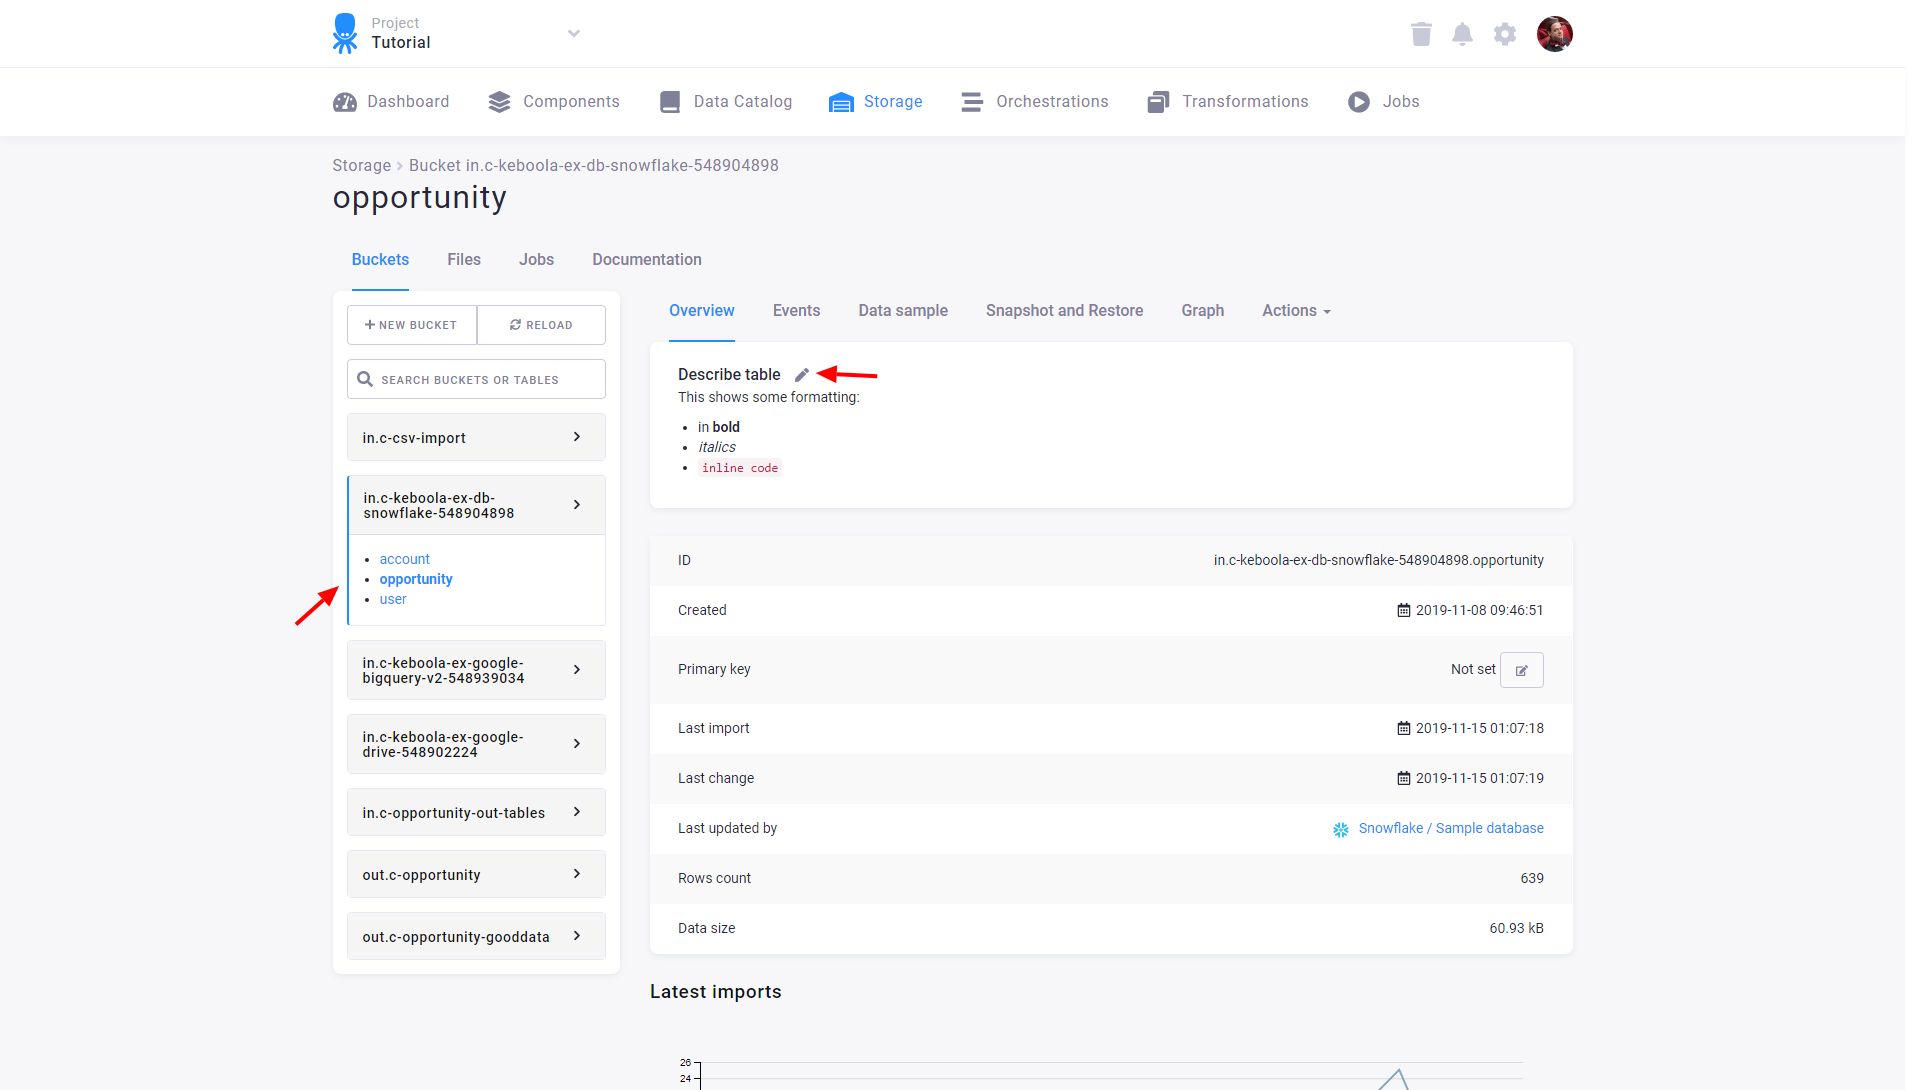 Project
Tutorial
Dashboard Components Data Catalog Storage Orchestrations Transformations Jobs
Storage › Bucket in.c-keboola-ex-db-snowflake-548904898
opportunity
Buckets Files Jobs Documentation
+ NEW BUCKET RELOAD
SEARCH BUCKETS OR TABLES
in.c-csv-import
in.c-keboola-ex-db-
snowflake-548904898
• account
• opportunity
• user
in.c-keboola-ex-google-
bigquery-v2-548939034
in.c-keboola-ex-google-
drive-548902224
in.c-opportunity-out-tables
out.c-opportunity
out.c-opportunity-gooddata
Overview Events Data sample Snapshot and Restore Graph Actions
Describe table
This shows some formatting:
• in bold
• italics
• inline code
ID in.c-keboola-ex-db-snowflake-548904898.opportunity
Created 2019-11-08 09:46:51
Primary key Not set
Last import 2019-11-15 01:07:18
Last change 2019-11-15 01:07:19
Last updated by Snowflake / Sample database
Rows count 639
Data size 60.93 kB
Latest imports
26
24